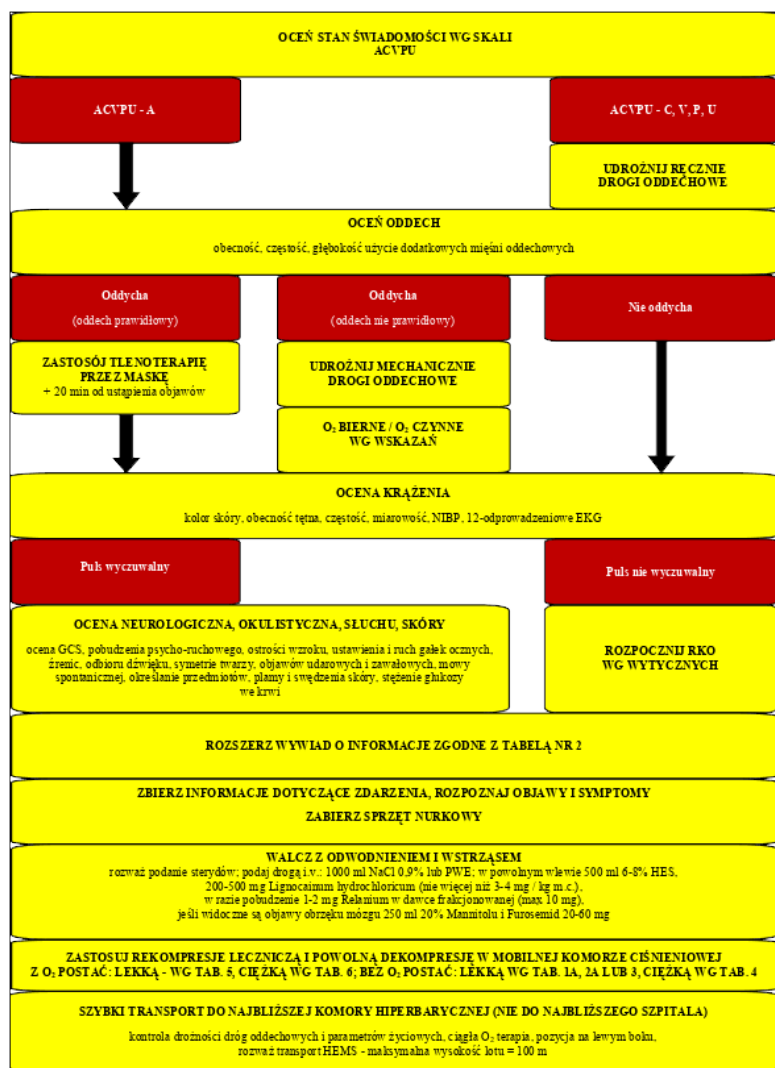 OCEŃ STAN ŚWIADOMOŚCI WG SKALI
ACVPU
ACVPU - A
ACVPU - C, V, P, U
UDROŻNIJ RĘCZNIE
DROGI ODDECHOWE
OCEŃ ODDECH
obecność, częstość, głębokość użycie dodatkowych mięśni oddechowych
Oddycha
(oddech prawidłowy)
Oddycha
(oddech nie prawidłowy)
Nie oddycha
ZASTOSÓJ TLENOTERAPIĘ
PRZEZ MASKĘ
+ 20 min od ustąpienia objawów
UDROŻNIJ MECHANICZNIE
DROGI ODDECHOWE
O₂ BIERNE / O₂ CZYNNE
WG WSKAZAŃ
OCENA KRĄŻENIA
kolor skóry, obecność tętna, częstość, miarowość, NIBP, 12-odprowadzeniowe EKG
Puls wyczuwalny
Puls nie wyczuwalny
OCENA NEUROLOGICZNA, OKULISTYCZNA, SŁUCHU, SKÓRY
ocena GCS, pobudzenia psycho-ruchowego, ostrości wzroku, ustawienia i ruch gałek ocznych,
źrenic, odbioru dźwięku, symetrie twarzy, objawów udarowych i zawałowych, mowy
spontanicznej, określanie przedmiotów, plamy i swędzenia skóry, stężenie glukozy
we krwi
ROZPOCZNIJ RKO
WG WYTYCZNYCH
ROZSZERZ WYWIAD O INFORMACJE ZGODNE Z TABELĄ NR 2
ZBIERZ INFORMACJE DOTYCZĄCE ZDARZENIA, ROZPOZNAJ OBJAWY I SYMPTOMY
ZABIERZ SPRZĘT NURKOWY
WALCZ Z ODWODNIENIEM I WSTRZĄSEM
rozważ podanie sterydów; podaj drogą i.v.: 1000 ml NaCl 0,9% lub PWE; w powolnym wlewie 500 ml 6-8% HES,
200-500 mg Lignocainum hydrochloricum (nie więcej niż 3-4 mg / kg m.c.),
w razie pobudzenie 1-2 mg Relanium w dawce frakcjonowanej (max 10 mg),
jeśli widoczne są objawy obrzęku mózgu 250 ml 20% Mannitolu i Furosemid 20-60 mg
ZASTOSUJ REKOMPRESJE LECZNICZĄ I POWOLNĄ DEKOMPRESJĘ W MOBILNEJ KOMORZE CIŚNIENIOWEJ
Z O₂ POSTAĆ: LEKKĄ - WG TAB. 5, CIĘŻKĄ WG TAB. 6; BEZ O₂ POSTAĆ: LEKKĄ WG TAB. 1A, 2A LUB 3, CIĘŻKĄ WG TAB. 4
SZYBKI TRANSPORT DO NAJBLIŻSZEJ KOMORY HIPERBARYCZNEJ (NIE DO NAJBLIŻSZEGO SZPITALA)
kontrola drożności dróg oddechowych i parametrów życiowych, ciągła O₂ terapia, pozycja na lewym boku,
rozważ transport HEMS - maksymalna wysokość lotu = 100 m